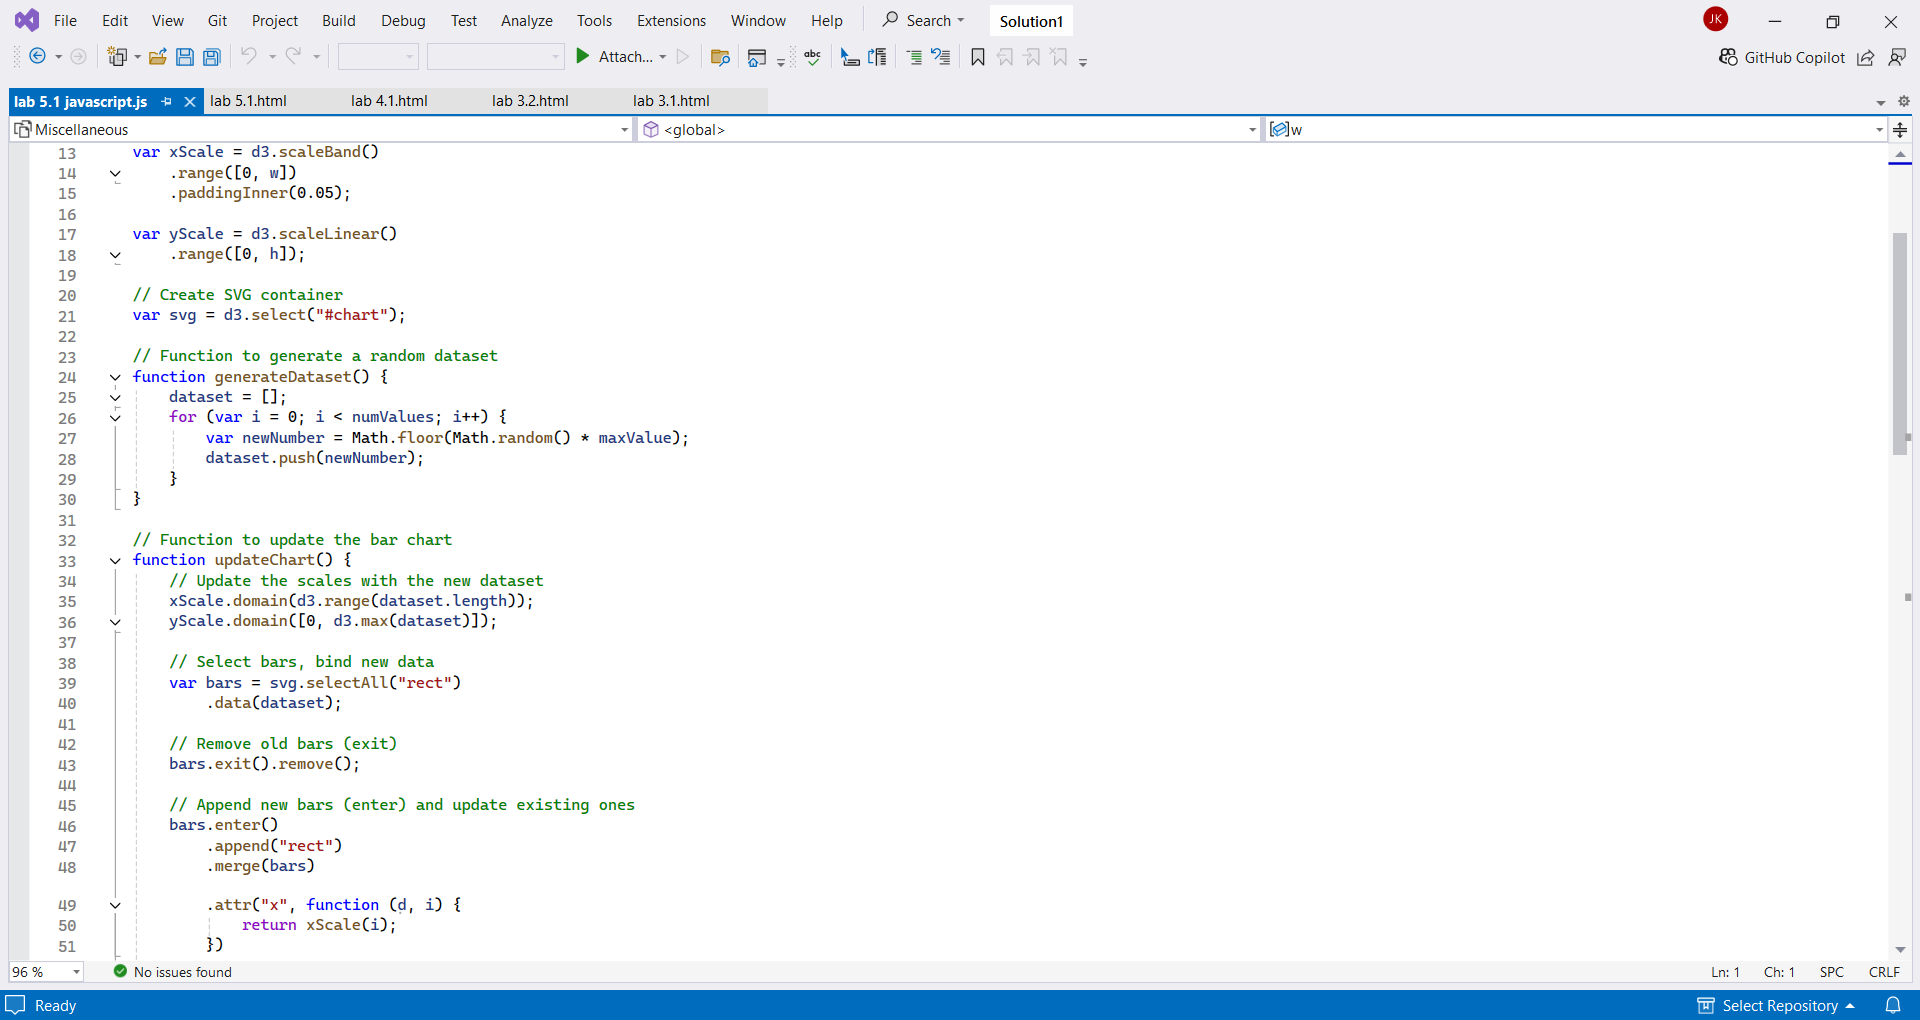 File Edit View Git Project Build Debug Test Analyze Tools Extensions Window Help Search Solution1 JK
Attach... abc GitHub Copilot
lab 5.1 javascript.js lab 5.1.html lab 4.1.html lab 3.2.html lab 3.1.html
Miscellaneous <global> w
13 var xScale = d3.scaleBand()
14 .range([0, w])
15 .paddingInner(0.05);
16
17 var yScale = d3.scaleLinear()
18 .range([0, h]);
19
20 // Create SVG container
21 var svg = d3.select("#chart");
22
23 // Function to generate a random dataset
24 function generateDataset() {
25 dataset = [];
26 for (var i = 0; i < numValues; i++) {
27 var newNumber = Math.floor(Math.random() * maxValue);
28 dataset.push(newNumber);
29 }
30 }
31
32 // Function to update the bar chart
33 function updateChart() {
34 // Update the scales with the new dataset
35 xScale.domain(d3.range(dataset.length));
36 yScale.domain([0, d3.max(dataset)]);
37
38 // Select bars, bind new data
39 var bars = svg.selectAll("rect")
40 .data(dataset);
41
42 // Remove old bars (exit)
43 bars.exit().remove();
44
45 // Append new bars (enter) and update existing ones
46 bars.enter()
47 .append("rect")
48 .merge(bars)
49 .attr("x", function (d, i) {
50 return xScale(i);
51 })
96 % No issues found Ln: 1 Ch: 1 SPC CRLF
Ready Select Repository